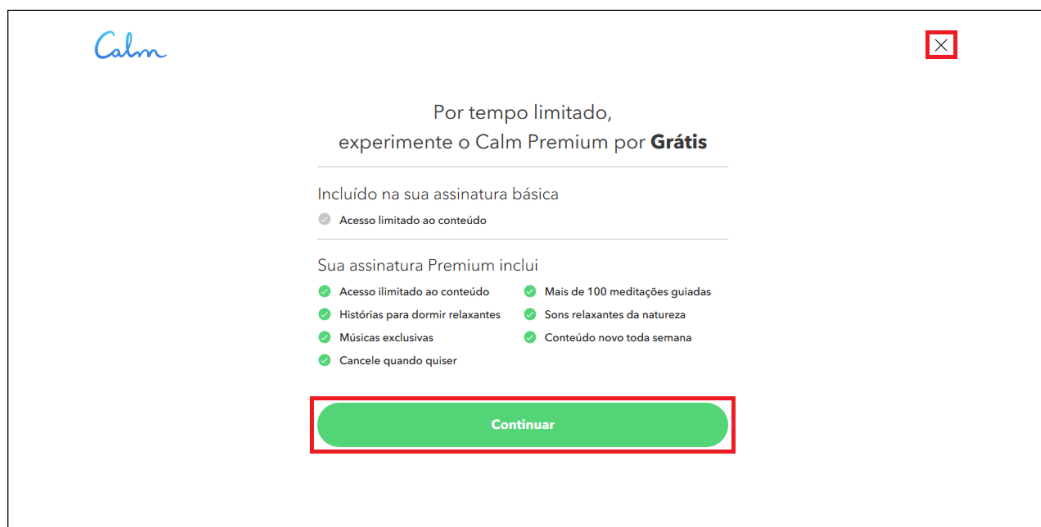 Calm
Por tempo limitado,
experimente o Calm Premium por Grátis
Incluído na sua assinatura básica
Acesso limitado ao conteúdo
Sua assinatura Premium inclui
Acesso ilimitado ao conteúdo
Mais de 100 meditações guiadas
Histórias para dormir relaxantes
Sons relaxantes da natureza
Músicas exclusivas
Conteúdo novo toda semana
Cancele quando quiser
Continuar